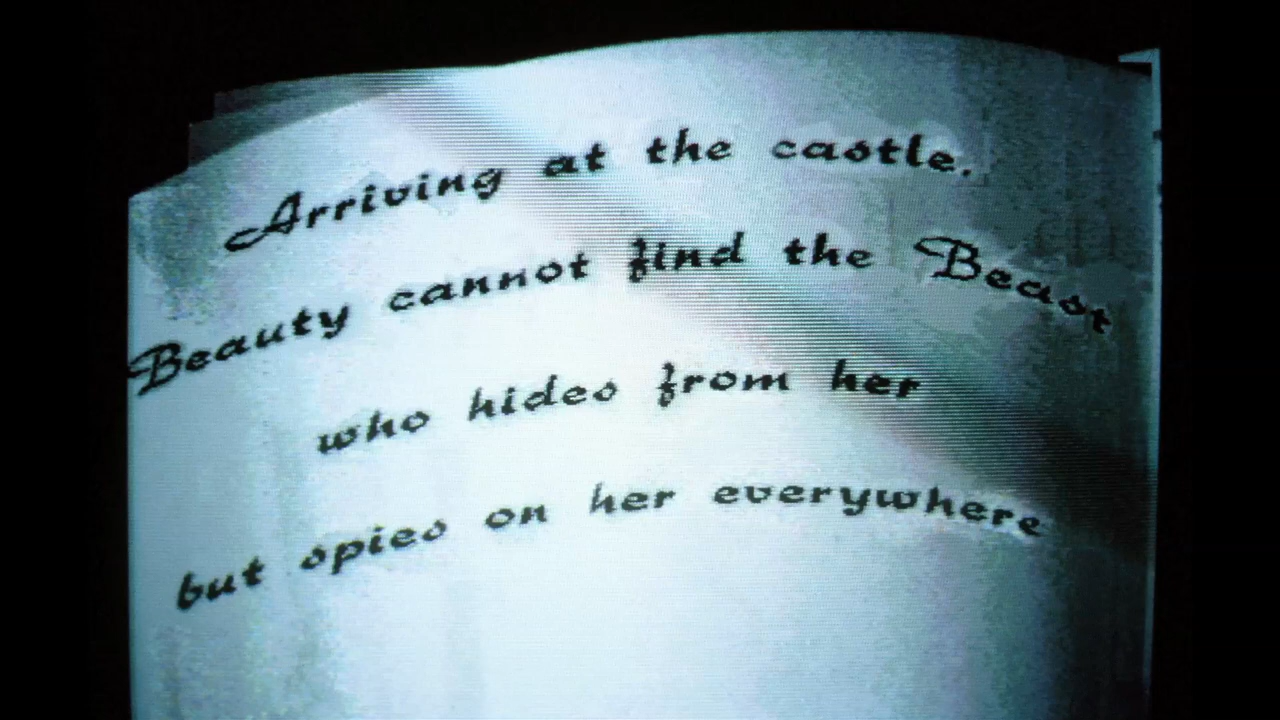 Arriving at the castle.
Beauty cannot find the Beast
who hides from her
but spies on her everywhere